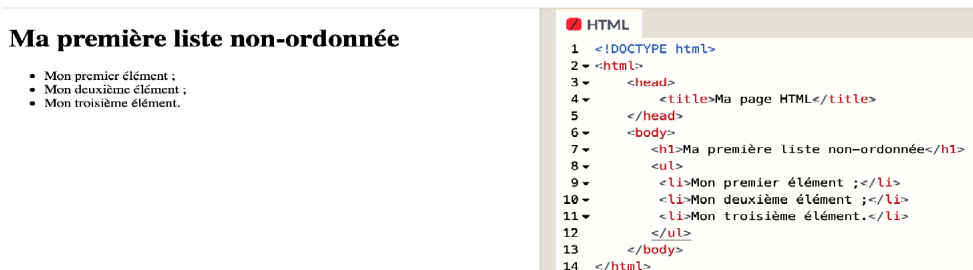 Ma première liste non-ordonnée
• Mon premier élément ;
• Mon deuxième élément ;
• Mon troisième élément.
HTML
1 <!DOCTYPE html>
2 <html>
3 <head>
4 <title>Ma page HTML</title>
5 </head>
6 <body>
7 <h1>Ma première liste non-ordonnée</h1>
8 <ul>
9 <li>Mon premier élément ;</li>
10 <li>Mon deuxième élément ;</li>
11 <li>Mon troisième élément.</li>
12 </ul>
13 </body>
14 </html>